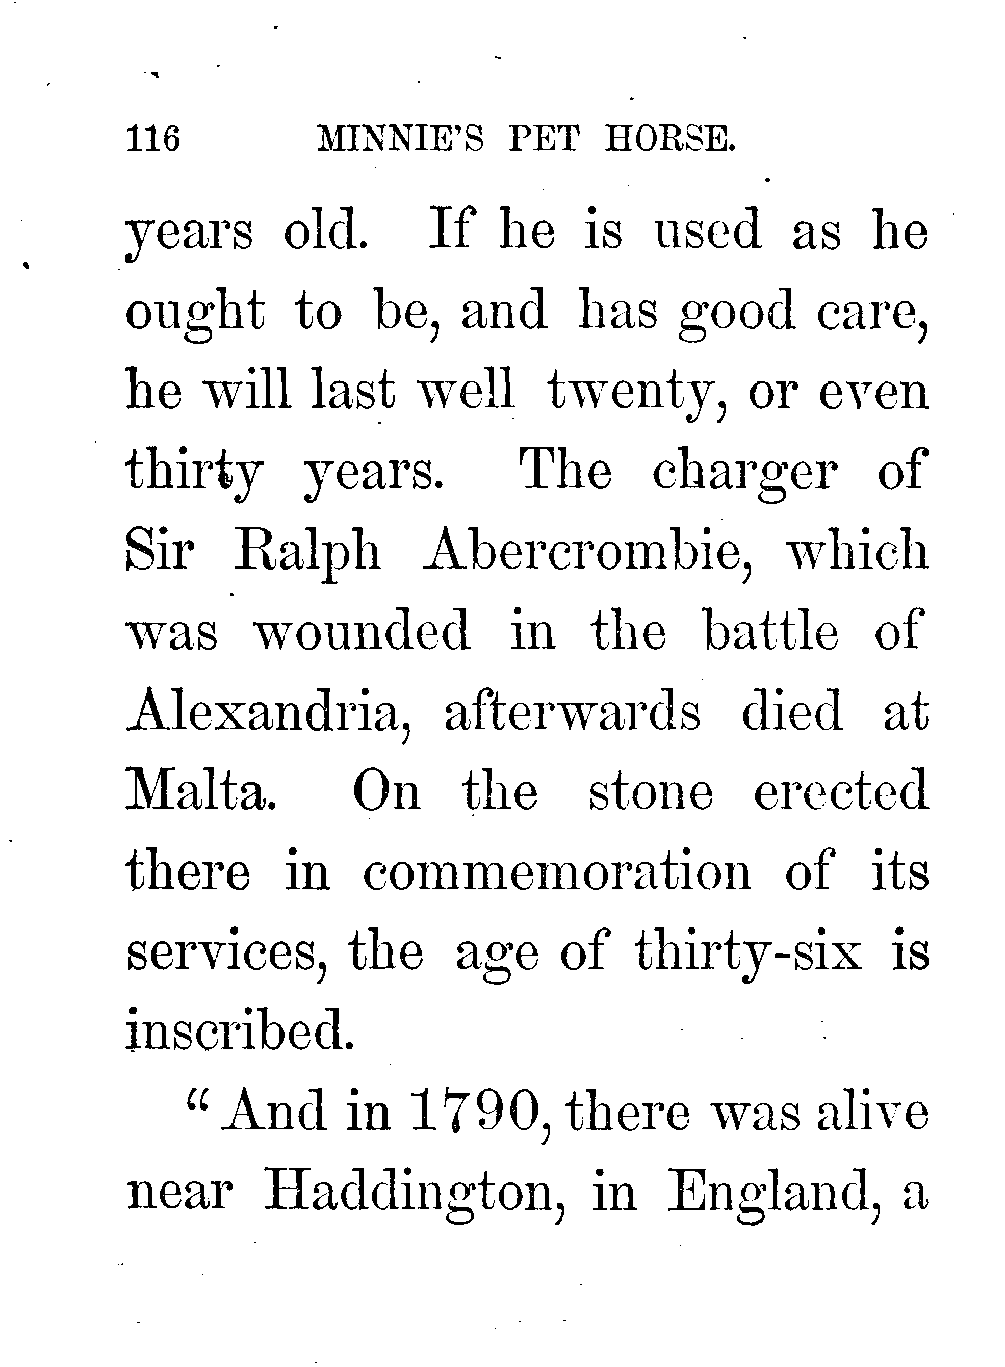 116 MINNIE'S PET HORSE.
years old. If he is used as he
ought to be, and has good care,
he will last well twenty, or even
thirty years. The charger of
Sir Ralph Abercrombie, which
was wounded in the battle of
Alexandria, afterwards died at
Malta. On the stone erected
there in commemoration of its
services, the age of thirty-six is
inscribed.
"And in 1790, there was alive
near Haddington, in England, a